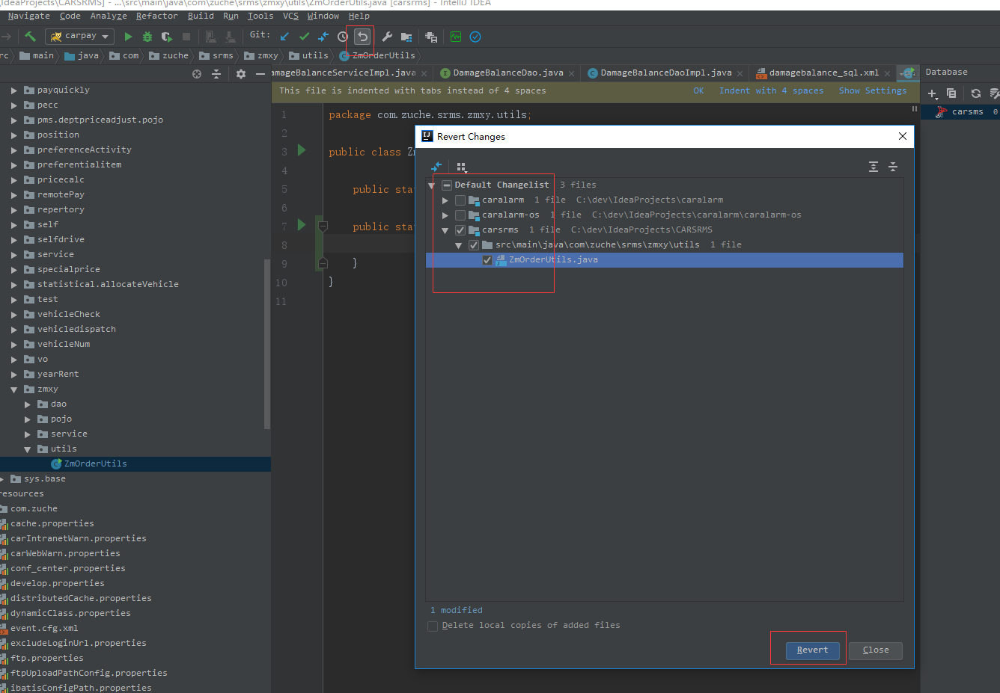 IdeaProjects\CARSRMS] - ...\src\main\java\com\zuche\srms\zmxy\utils\ZmOrderUtils.java [carsrms] - IntelliJ IDEA
Navigate Code Analyze Refactor Build Run Tools VCS Window Help
carpay Git:
rc main java com zuche srms zmxy utils ZmOrderUtils
amageBalanceServiceImpl.java DamageBalanceDao.java DamageBalanceDaoImpl.java damagebalance_sql.xml
This file is indented with tabs instead of 4 spaces OK Indent with 4 spaces Show Settings
Database
carsms 0
payquickly
pecc
pms.deptpriceadjust.pojo
position
preferenceActivity
preferentialitem
pricecalc
remotePay
repertory
self
selfdrive
service
specialprice
statistical.allocateVehicle
test
vehicleCheck
vehicledispatch
vehicleNum
vo
yearRent
zmxy
dao
pojo
service
utils
ZmOrderUtils
sys.base
resources
com.zuche
cache.properties
carIntranetWarn.properties
carWebWarn.properties
conf_center.properties
develop.properties
distributedCache.properties
dynamicClass.properties
event.cfg.xml
excludeLoginUrl.properties
ftp.properties
ftpUploadPathConfig.properties
ibatisConfigPath.properties
1 package com.zuche.srms.zmxy.utils;
2
3 public class Zm
4
5 public stat
6
7 public stat
8
9 }
10 }
11
Revert Changes
Default Changelist 3 files
caralarm 1 file C:\dev\IdeaProjects\caralarm
caralarm-os 1 file C:\dev\IdeaProjects\caralarm\caralarm-os
carsrms 1 file C:\dev\IdeaProjects\CARSRMS
src\main\java\com\zuche\srms\zmxy\utils 1 file
ZmOrderUtils.java
1 modified
Delete local copies of added files
Revert Close